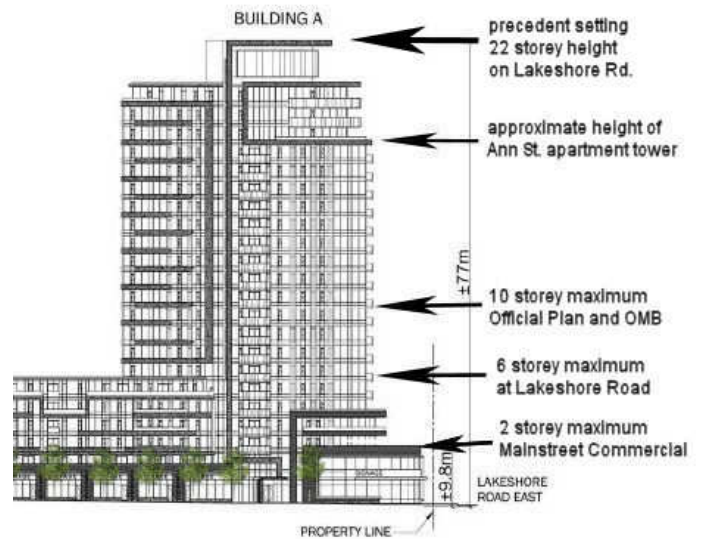 BUILDING A
precedent setting
22 storey height
on Lakeshore Rd.
approximate height of
Ann St. apartment tower
±77m
10 storey maximum
Official Plan and OMB
6 storey maximum
at Lakeshore Road
2 storey maximum
Mainstreet Commercial
SIGNAGE
±9.8m
LAKESHORE
ROAD EAST
PROPERTY LINE